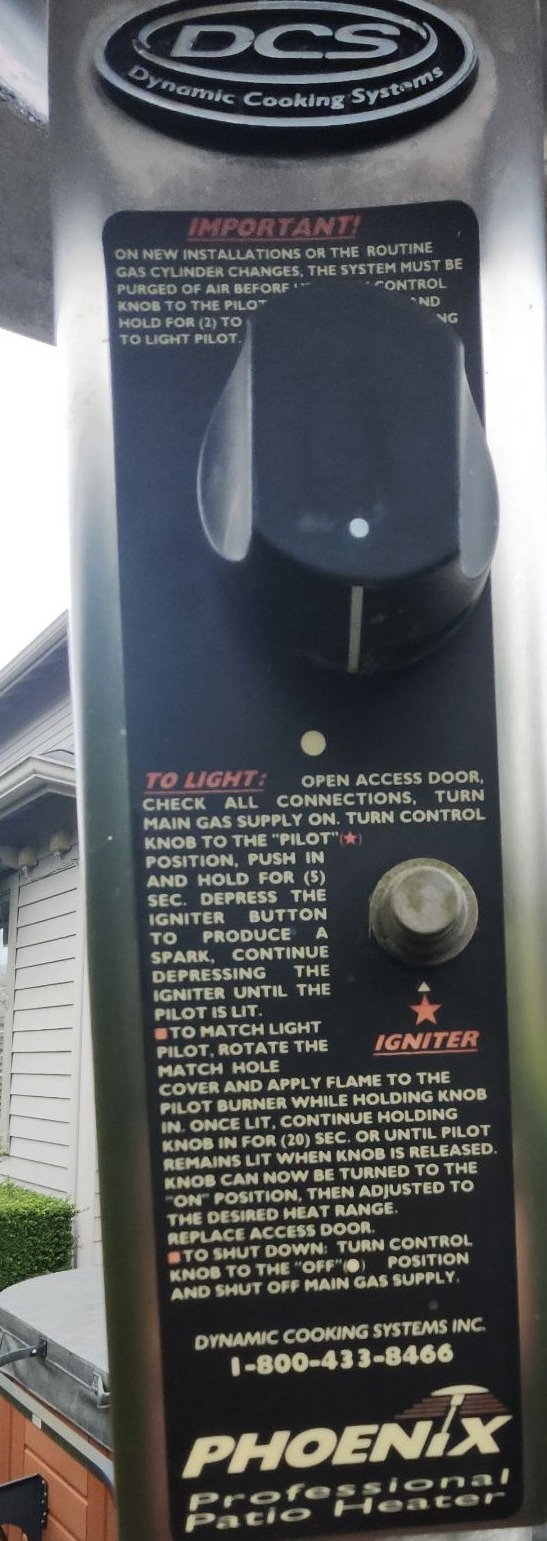 DCS
Dynamic Cooking Systems
IMPORTANT!
ON NEW INSTALLATIONS OR THE ROUTINE
GAS CYLINDER CHANGES, THE SYSTEM MUST BE
PURGED OF AIR BEFORE CONTROL
KNOB TO THE PILOT AND
HOLD FOR (2) TO
TO LIGHT PILOT.
TO LIGHT: OPEN ACCESS DOOR,
CHECK ALL CONNECTIONS, TURN
MAIN GAS SUPPLY ON. TURN CONTROL
KNOB TO THE "PILOT"(★)
POSITION, PUSH IN
AND HOLD FOR (5)
SEC. DEPRESS THE
IGNITER BUTTON
TO PRODUCE A
SPARK, CONTINUE
DEPRESSING THE
IGNITER UNTIL THE
PILOT IS LIT.
TO MATCH LIGHT
PILOT, ROTATE THE
MATCH HOLE
IGNITER
COVER AND APPLY FLAME TO THE
PILOT BURNER WHILE HOLDING KNOB
IN. ONCE LIT, CONTINUE HOLDING
KNOB IN FOR (20) SEC. OR UNTIL PILOT
REMAINS LIT WHEN KNOB IS RELEASED.
KNOB CAN NOW BE TURNED TO THE
"ON" POSITION, THEN ADJUSTED TO
THE DESIRED HEAT RANGE.
REPLACE ACCESS DOOR.
TO SHUT DOWN: TURN CONTROL
KNOB TO THE "OFF"(●) POSITION
AND SHUT OFF MAIN GAS SUPPLY.
DYNAMIC COOKING SYSTEMS INC.
1-800-433-8466
PHOENIX
Professional
Patio Heater